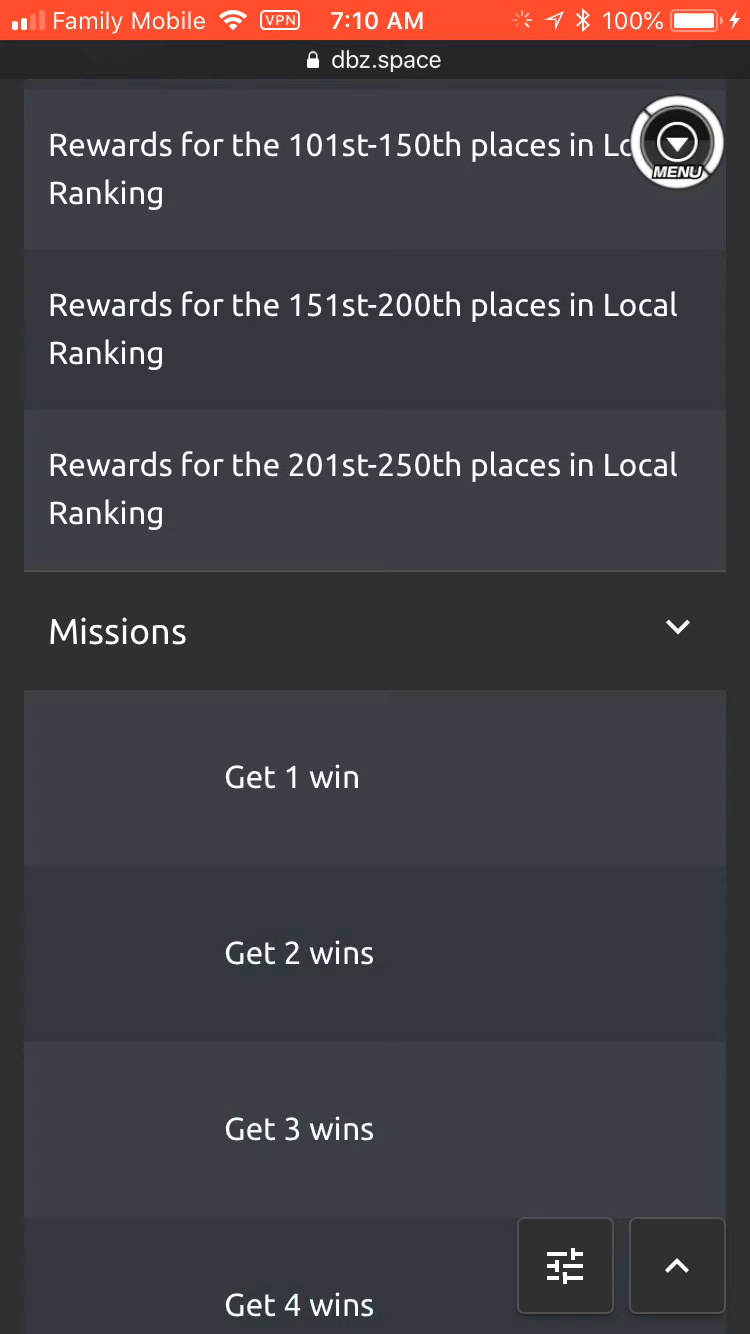 Family Mobile VPN 7:10 AM 100%
dbz.space
Rewards for the 101st-150th places in Lo
Ranking
MENU
Rewards for the 151st-200th places in Local
Ranking
Rewards for the 201st-250th places in Local
Ranking
Missions
Get 1 win
Get 2 wins
Get 3 wins
Get 4 wins